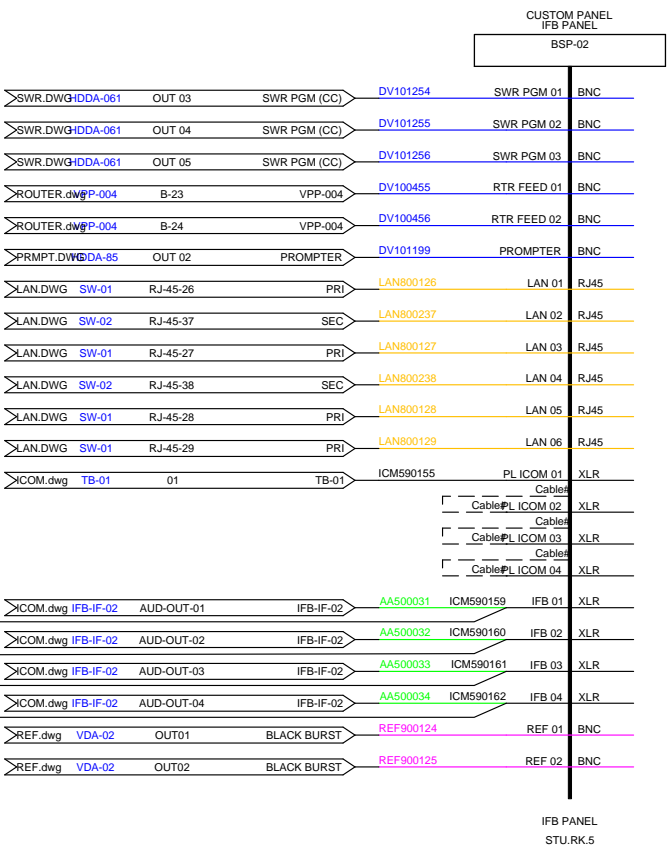 CUSTOM PANEL
IFB PANEL
BSP-02
SWR.DWG HDDA-061 OUT 03 SWR PGM (CC) DV101254 SWR PGM 01 BNC
SWR.DWG HDDA-061 OUT 04 SWR PGM (CC) DV101255 SWR PGM 02 BNC
SWR.DWG HDDA-061 OUT 05 SWR PGM (CC) DV101256 SWR PGM 03 BNC
ROUTER.dwg VPP-004 B-23 VPP-004 DV100455 RTR FEED 01 BNC
ROUTER.dwg VPP-004 B-24 VPP-004 DV100456 RTR FEED 02 BNC
PRMPT.DWG HDDA-85 OUT 02 PROMPTER DV101199 PROMPTER BNC
LAN.DWG SW-01 RJ-45-26 PRI LAN800126 LAN 01 RJ45
LAN.DWG SW-02 RJ-45-37 SEC LAN800237 LAN 02 RJ45
LAN.DWG SW-01 RJ-45-27 PRI LAN800127 LAN 03 RJ45
LAN.DWG SW-02 RJ-45-38 SEC LAN800238 LAN 04 RJ45
LAN.DWG SW-01 RJ-45-28 PRI LAN800128 LAN 05 RJ45
LAN.DWG SW-01 RJ-45-29 PRI LAN800129 LAN 06 RJ45
ICOM.dwg TB-01 01 TB-01 ICM590155 PL ICOM 01 XLR
Cable#
Cable# PL ICOM 02 XLR
Cable#
Cable# PL ICOM 03 XLR
Cable#
Cable# PL ICOM 04 XLR
ICOM.dwg IFB-IF-02 AUD-OUT-01 IFB-IF-02 AA500031 ICM590159 IFB 01 XLR
ICOM.dwg IFB-IF-02 AUD-OUT-02 IFB-IF-02 AA500032 ICM590160 IFB 02 XLR
ICOM.dwg IFB-IF-02 AUD-OUT-03 IFB-IF-02 AA500033 ICM590161 IFB 03 XLR
ICOM.dwg IFB-IF-02 AUD-OUT-04 IFB-IF-02 AA500034 ICM590162 IFB 04 XLR
REF.dwg VDA-02 OUT01 BLACK BURST REF900124 REF 01 BNC
REF.dwg VDA-02 OUT02 BLACK BURST REF900125 REF 02 BNC
IFB PANEL
STU.RK.5